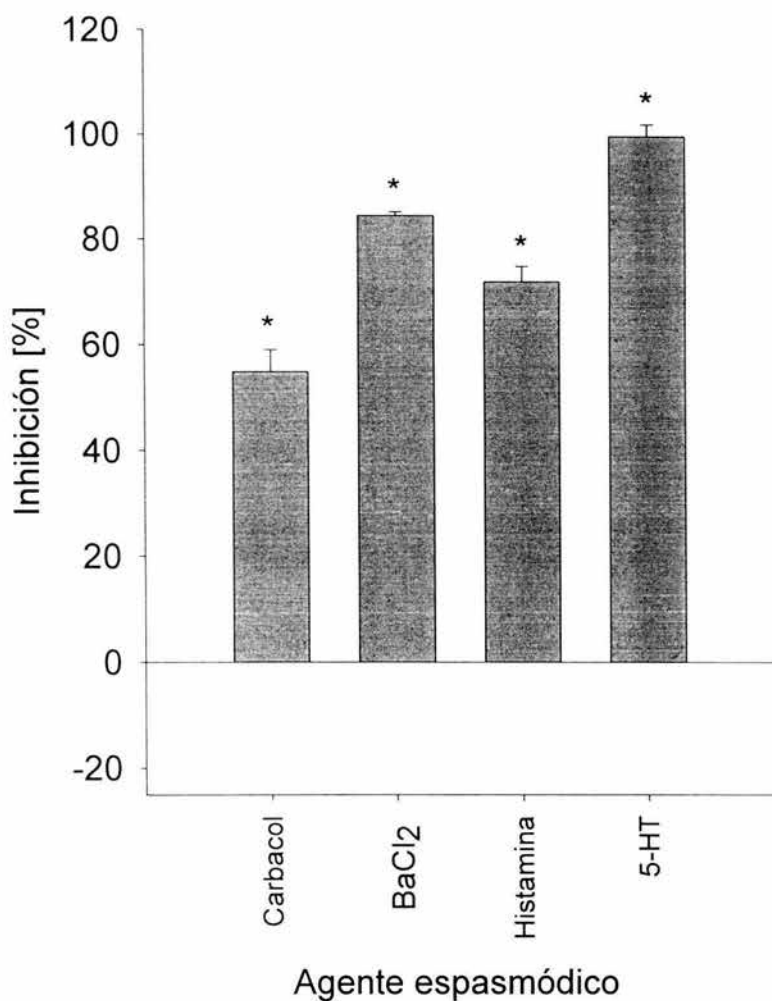 Inhibición [%]
120
100
80
60
40
20
0
-20
*
*
*
*
Carbacol
BaCl2
Histamina
5-HT
Agente espasmódico